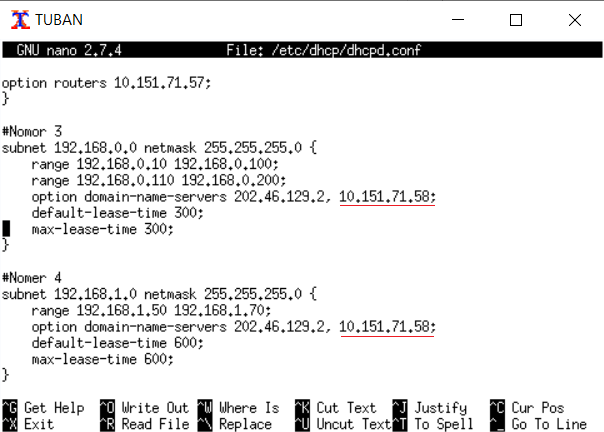 TUBAN
GNU nano 2.7.4 File: /etc/dhcp/dhcpd.conf
option routers 10.151.71.57;
}
#Nomor 3
subnet 192.168.0.0 netmask 255.255.255.0 {
    range 192.168.0.10 192.168.0.100;
    range 192.168.0.110 192.168.0.200;
    option domain-name-servers 202.46.129.2, 10.151.71.58;
    default-lease-time 300;
    max-lease-time 300;
}
#Nomer 4
subnet 192.168.1.0 netmask 255.255.255.0 {
    range 192.168.1.50 192.168.1.70;
    option domain-name-servers 202.46.129.2, 10.151.71.58;
    default-lease-time 600;
    max-lease-time 600;
}
^G Get Help ^O Write Out ^W Where Is ^K Cut Text ^J Justify ^C Cur Pos
^X Exit ^R Read File ^\ Replace ^U Uncut Text ^T To Spell ^_ Go To Line